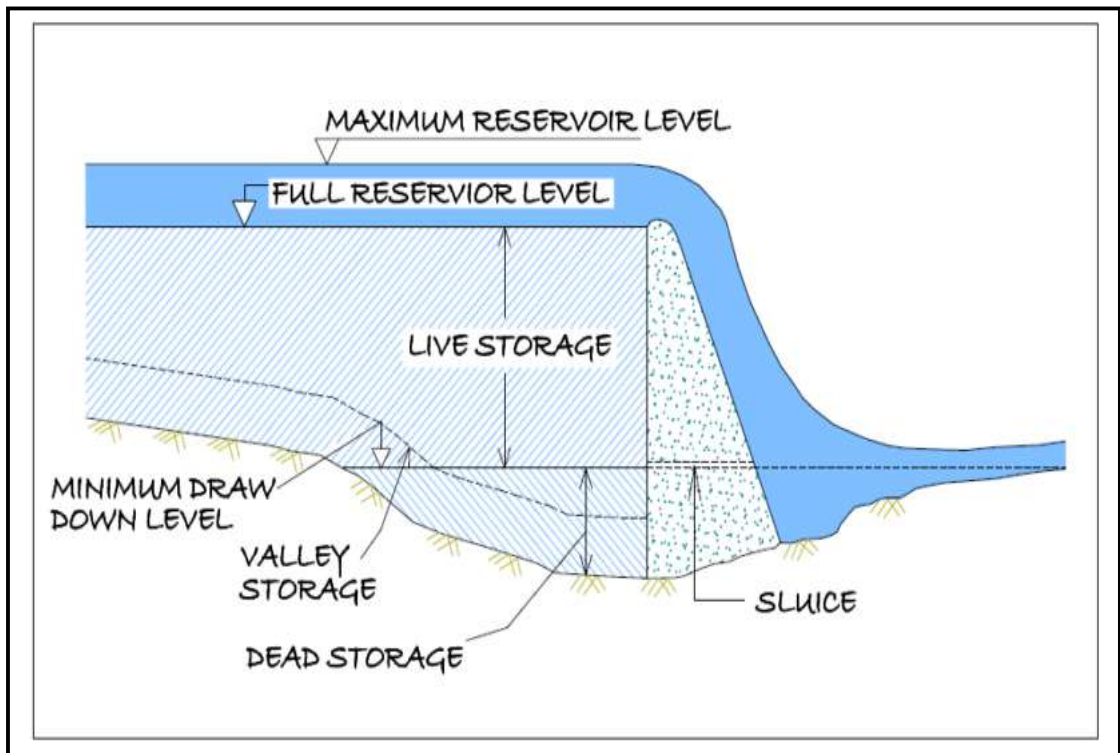 MAXIMUM RESERVOIR LEVEL
FULL RESERVIOR LEVEL
LIVE STORAGE
MINIMUM DRAW
DOWN LEVEL
VALLEY
STORAGE
SLUICE
DEAD STORAGE